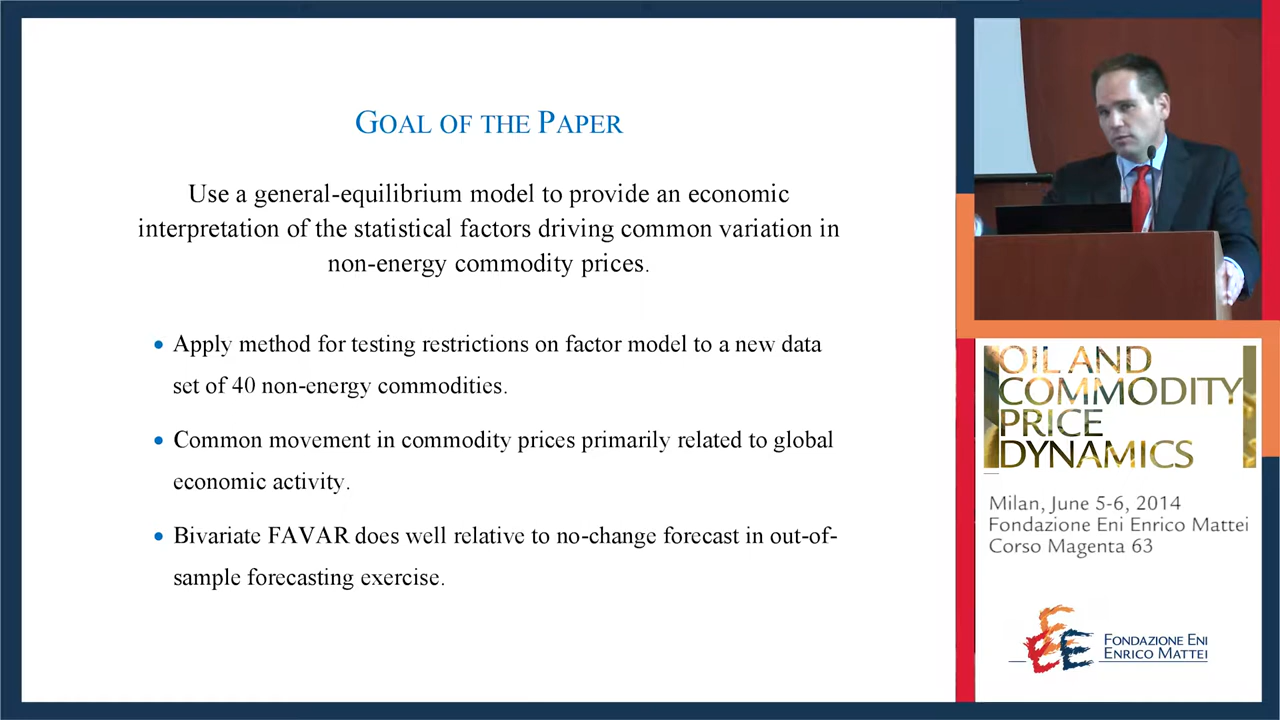 GOAL OF THE PAPER
Use a general-equilibrium model to provide an economic
interpretation of the statistical factors driving common variation in
non-energy commodity prices.
• Apply method for testing restrictions on factor model to a new data
set of 40 non-energy commodities.
• Common movement in commodity prices primarily related to global
economic activity.
• Bivariate FAVAR does well relative to no-change forecast in out-of-
sample forecasting exercise.
OIL AND
COMMODITY
PRICE
DYNAMICS
Milan, June 5-6, 2014
Fondazione Eni Enrico Mattei
Corso Magenta 63
FONDAZIONE ENI
ENRICO MATTEI